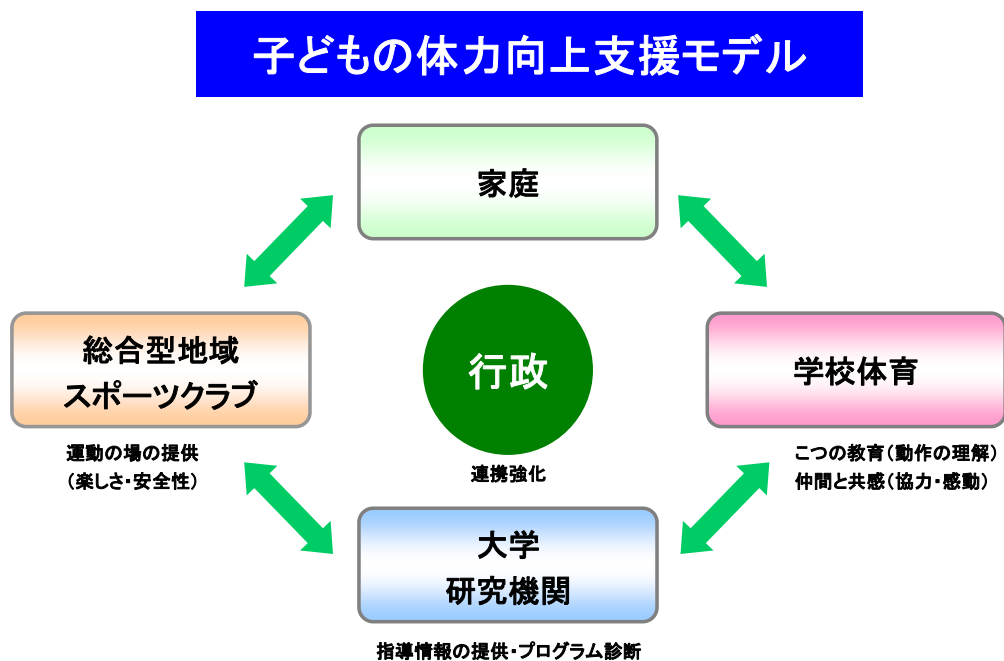 子どもの体力向上支援モデル
家庭
総合型地域
スポーツクラブ
運動の場の提供
(楽しさ・安全性)
行政
連携強化
学校体育
こつの教育(動作の理解)
仲間と共感(協力・感動)
大学
研究機関
指導情報の提供・プログラム診断